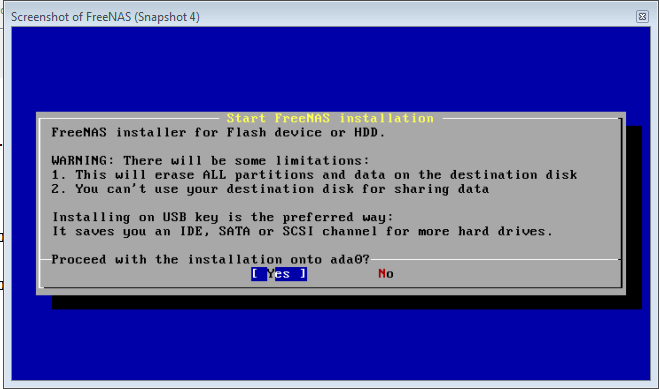 Screenshot of FreeNAS (Snapshot 4)
Start FreeNAS installation
FreeNAS installer for Flash device or HDD.
WARNING: There will be some limitations:
1. This will erase ALL partitions and data on the destination disk
2. You can't use your destination disk for sharing data
Installing on USB key is the preferred way:
It saves you an IDE, SATA or SCSI channel for more hard drives.
Proceed with the installation onto ada0?
[ Yes ] No